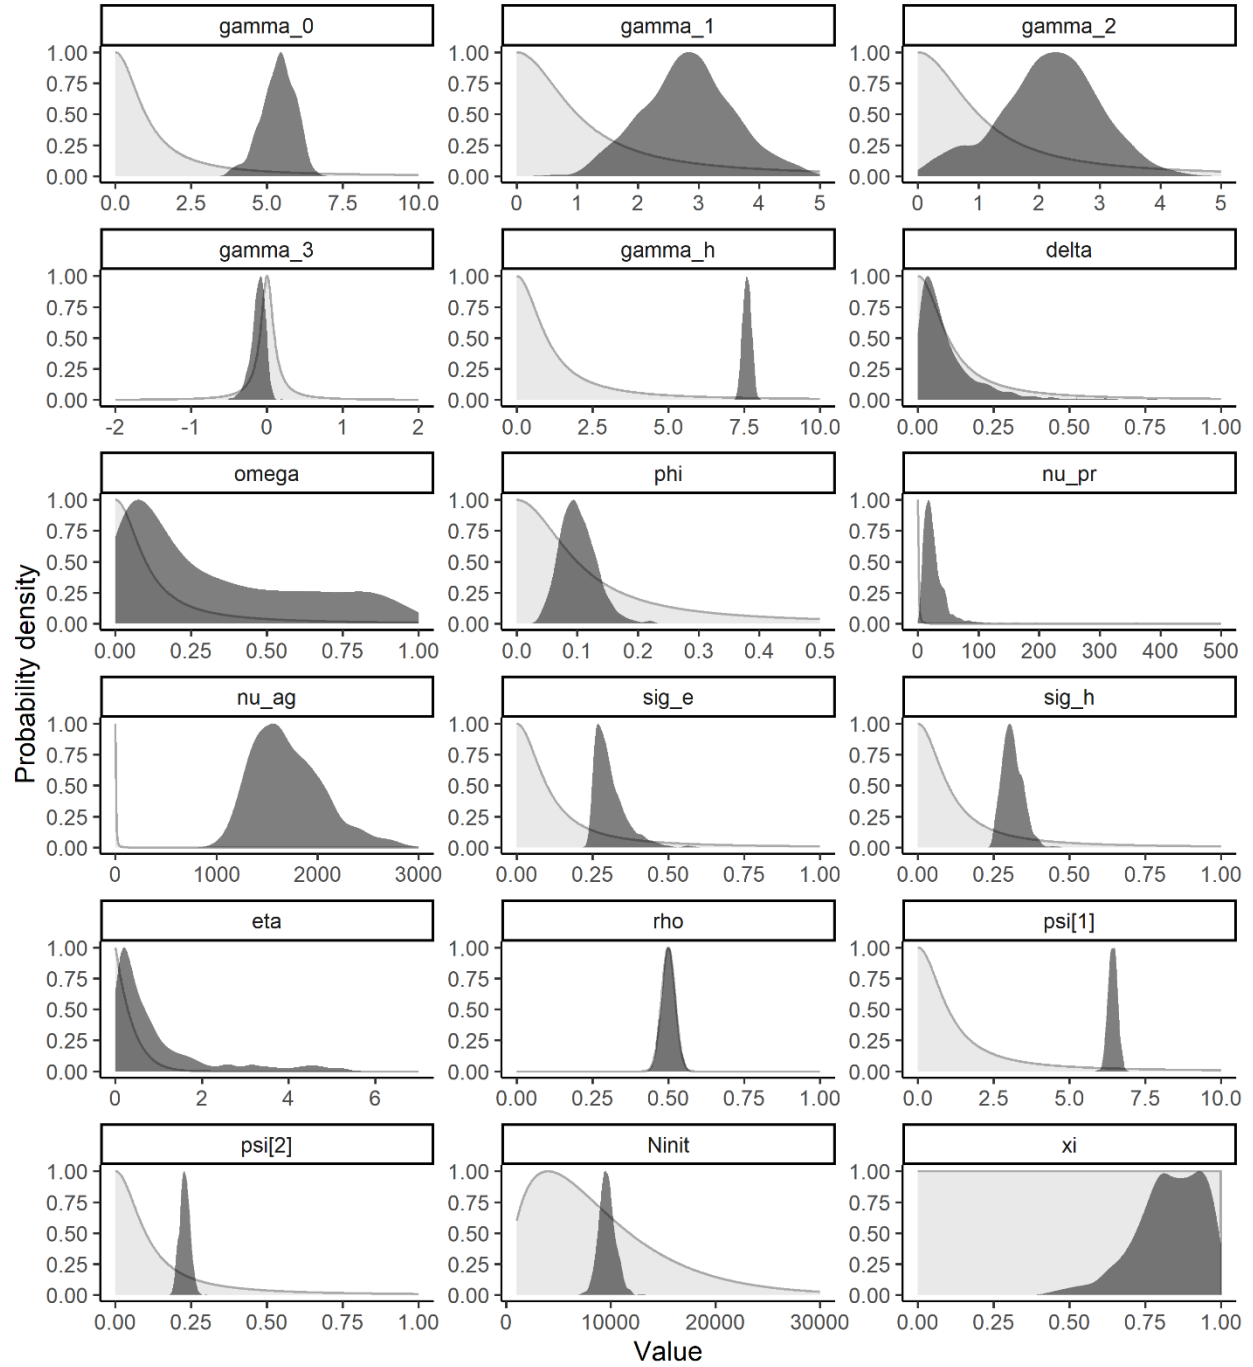 gamma_0 gamma_1 gamma_2
1.00 1.00 1.00
0.75 0.75 0.75
0.50 0.50 0.50
0.25 0.25 0.25
0.00 0.00 0.00
0.0 2.5 5.0 7.5 10.0 0 1 2 3 4 5 0 1 2 3 4 5
gamma_3 gamma_h delta
1.00 1.00 1.00
0.75 0.75 0.75
0.50 0.50 0.50
0.25 0.25 0.25
0.00 0.00 0.00
-2 -1 0 1 2 0.0 2.5 5.0 7.5 10.0 0.00 0.25 0.50 0.75 1.00
omega phi nu_pr
1.00 1.00 1.00
0.75 0.75 0.75
0.50 0.50 0.50
0.25 0.25 0.25
0.00 0.00 0.00
0.00 0.25 0.50 0.75 1.00 0.0 0.1 0.2 0.3 0.4 0.5 0 100 200 300 400 500
Probability density
nu_ag sig_e sig_h
1.00 1.00 1.00
0.75 0.75 0.75
0.50 0.50 0.50
0.25 0.25 0.25
0.00 0.00 0.00
0 1000 2000 3000 0.00 0.25 0.50 0.75 1.00 0.00 0.25 0.50 0.75 1.00
eta rho psi[1]
1.00 1.00 1.00
0.75 0.75 0.75
0.50 0.50 0.50
0.25 0.25 0.25
0.00 0.00 0.00
0 2 4 6 0.00 0.25 0.50 0.75 1.00 0.0 2.5 5.0 7.5 10.0
psi[2] Ninit xi
1.00 1.00 1.00
0.75 0.75 0.75
0.50 0.50 0.50
0.25 0.25 0.25
0.00 0.00 0.00
0.00 0.25 0.50 0.75 1.00 0 10000 20000 30000 0.00 0.25 0.50 0.75 1.00
Value